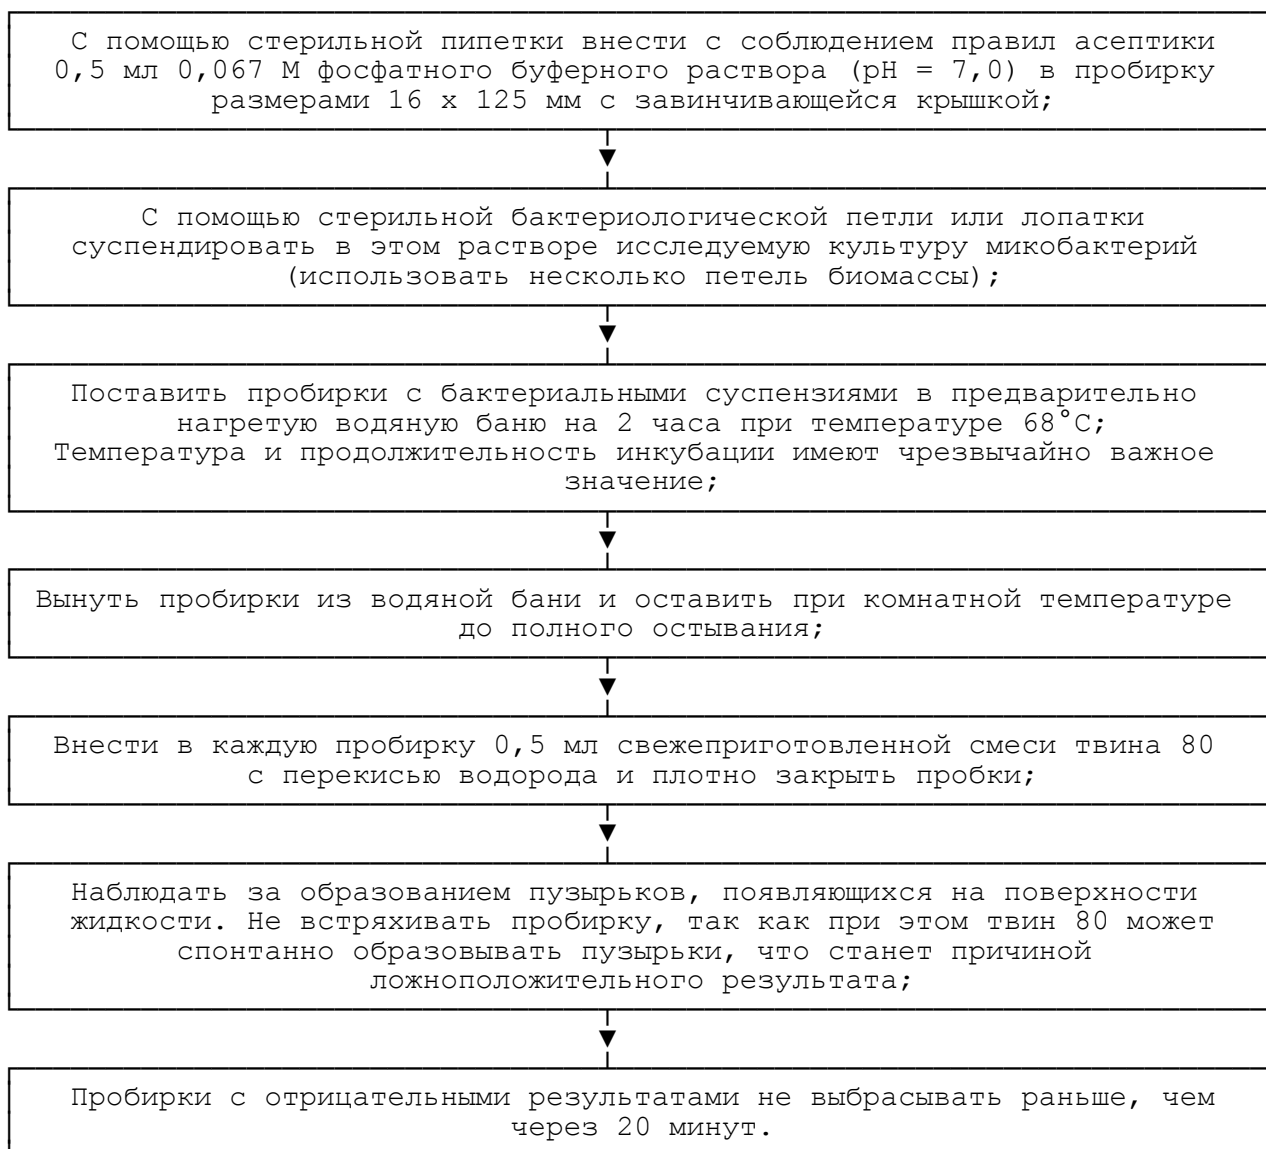 С помощью стерильной пипетки внести с соблюдением правил асептики
0,5 мл 0,067 М фосфатного буферного раствора (pH = 7,0) в пробирку
размерами 16 x 125 мм с завинчивающейся крышкой;
С помощью стерильной бактериологической петли или лопатки
суспендировать в этом растворе исследуемую культуру микобактерий
(использовать несколько петель биомассы);
Поставить пробирки с бактериальными суспензиями в предварительно
нагретую водяную баню на 2 часа при температуре 68°C;
Температура и продолжительность инкубации имеют чрезвычайно важное
значение;
Вынуть пробирки из водяной бани и оставить при комнатной температуре
до полного остывания;
Внести в каждую пробирку 0,5 мл свежеприготовленной смеси твина 80
с перекисью водорода и плотно закрыть пробки;
Наблюдать за образованием пузырьков, появляющихся на поверхности
жидкости. Не встряхивать пробирку, так как при этом твин 80 может
спонтанно образовывать пузырьки, что станет причиной
ложноположительного результата;
Пробирки с отрицательными результатами не выбрасывать раньше, чем
через 20 минут.